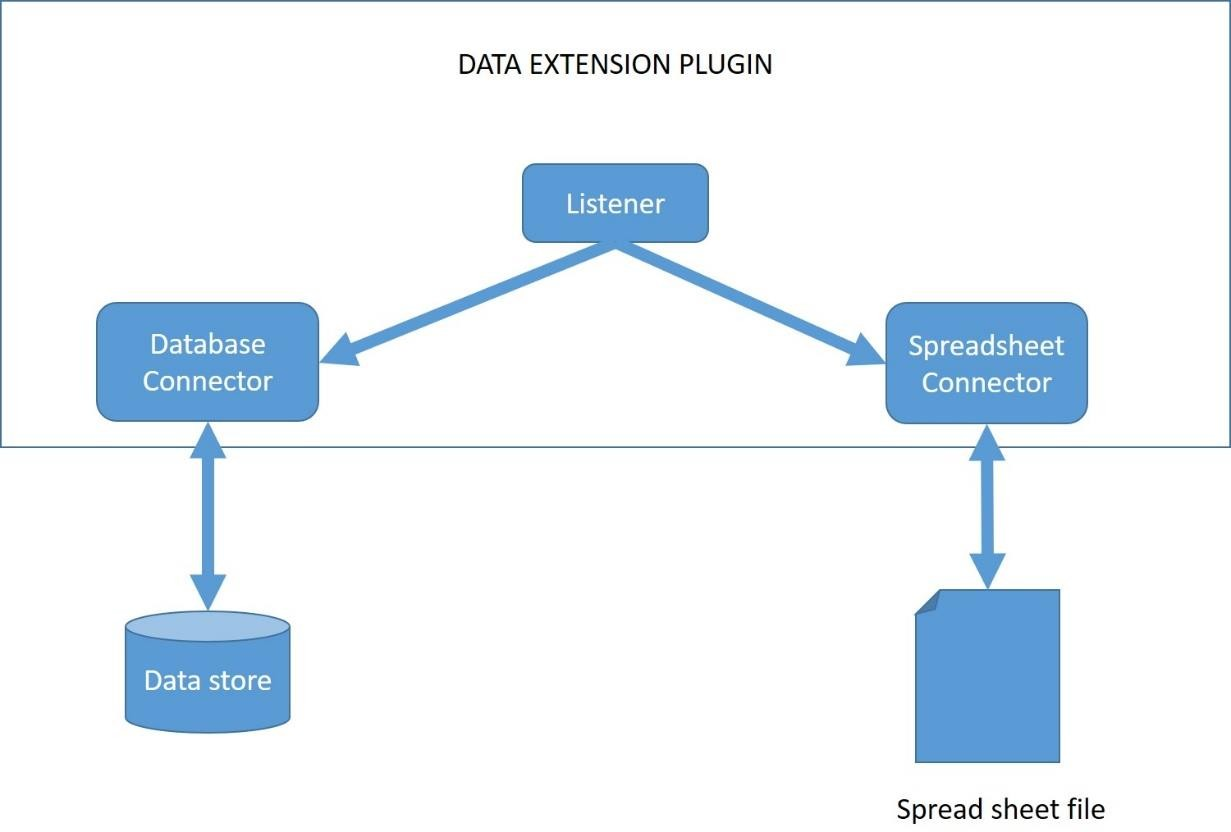 DATA EXTENSION PLUGIN
Listener
Database
Connector
Spreadsheet
Connector
Data store
Spread sheet file